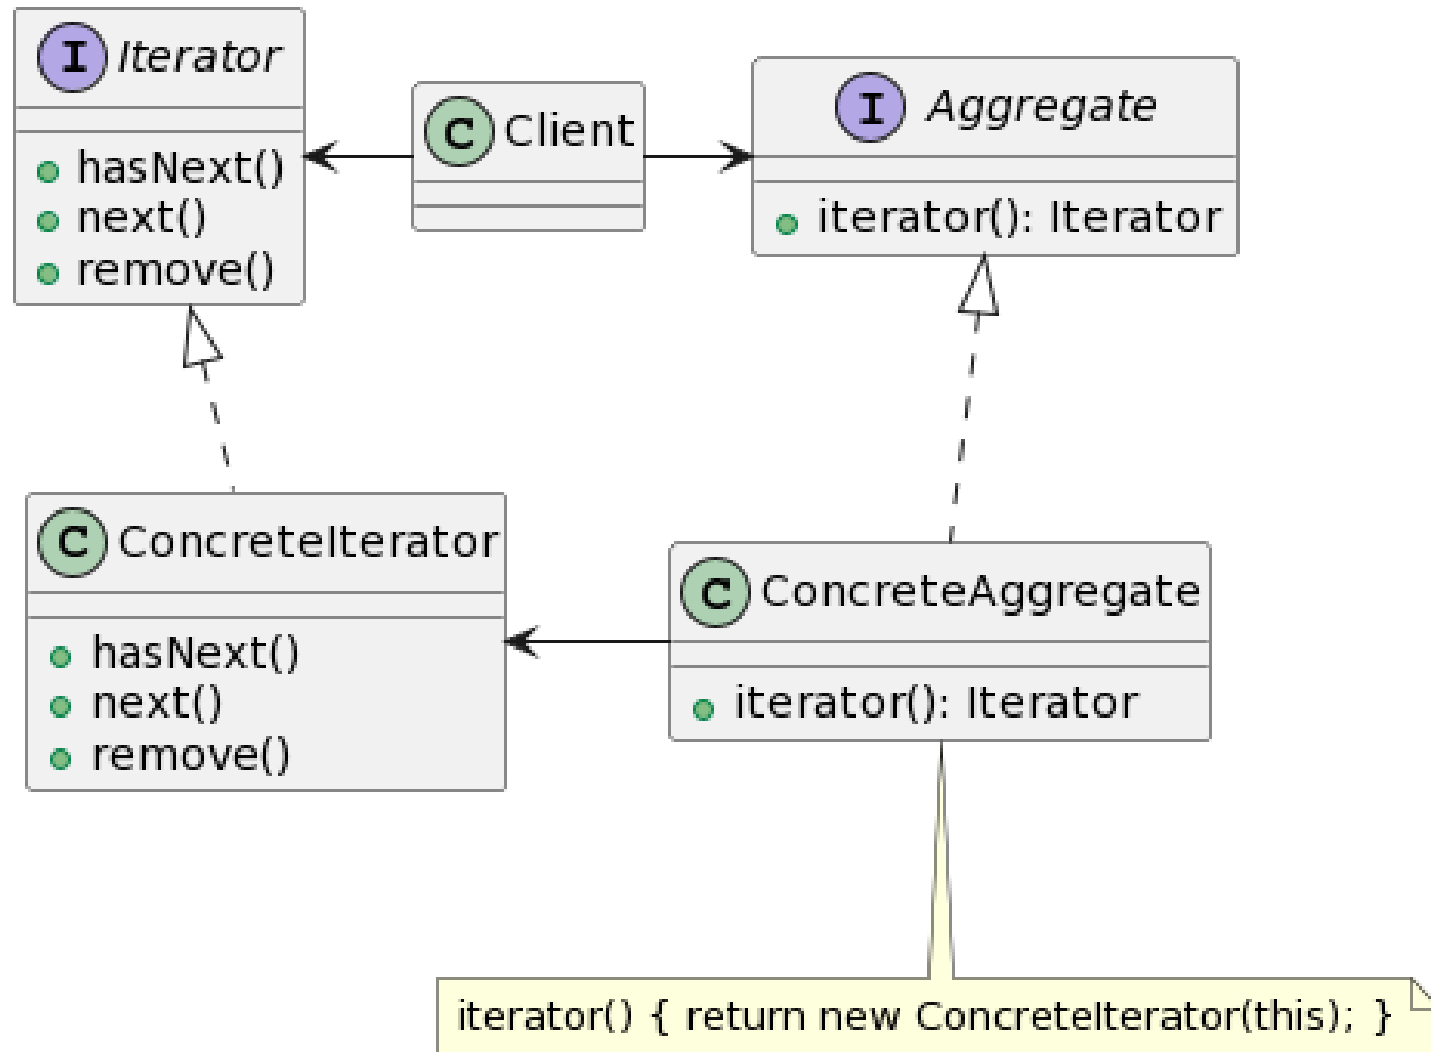 I Iterator
hasNext()
next()
remove()
C Client
I Aggregate
iterator(): Iterator
C ConcreteIterator
hasNext()
next()
remove()
C ConcreteAggregate
iterator(): Iterator
iterator() { return new ConcreteIterator(this); }